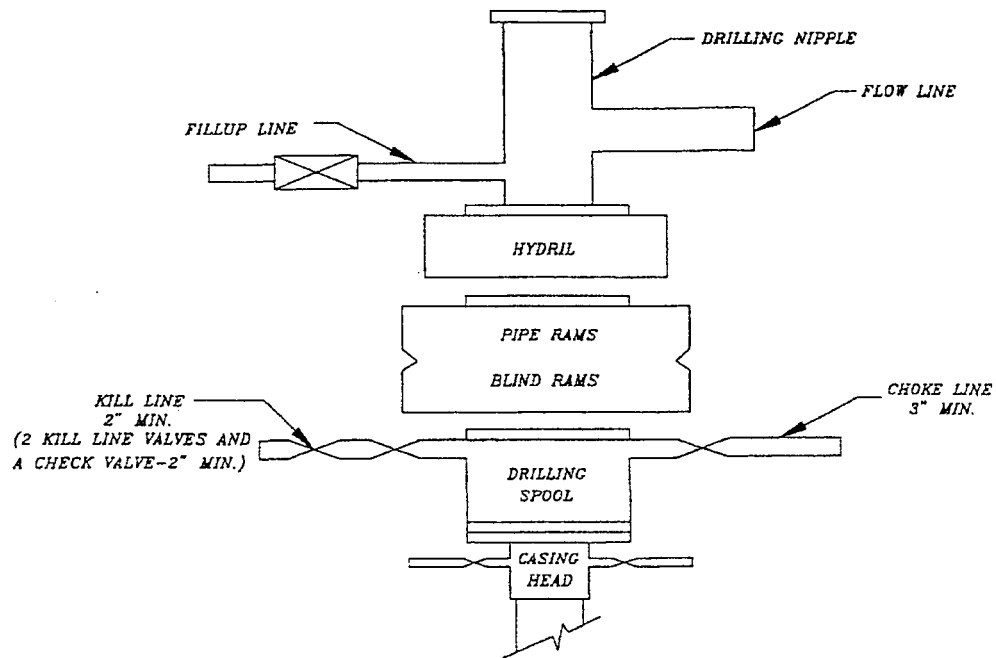 DRILLING NIPPLE
FLOW LINE
FILLUP LINE
HYDRIL
PIPE RAMS
BLIND RAMS
KILL LINE
2" MIN.
(2 KILL LINE VALVES AND
A CHECK VALVE-2" MIN.)
CHOKE LINE
3" MIN.
DRILLING
SPOOL
CASING
HEAD